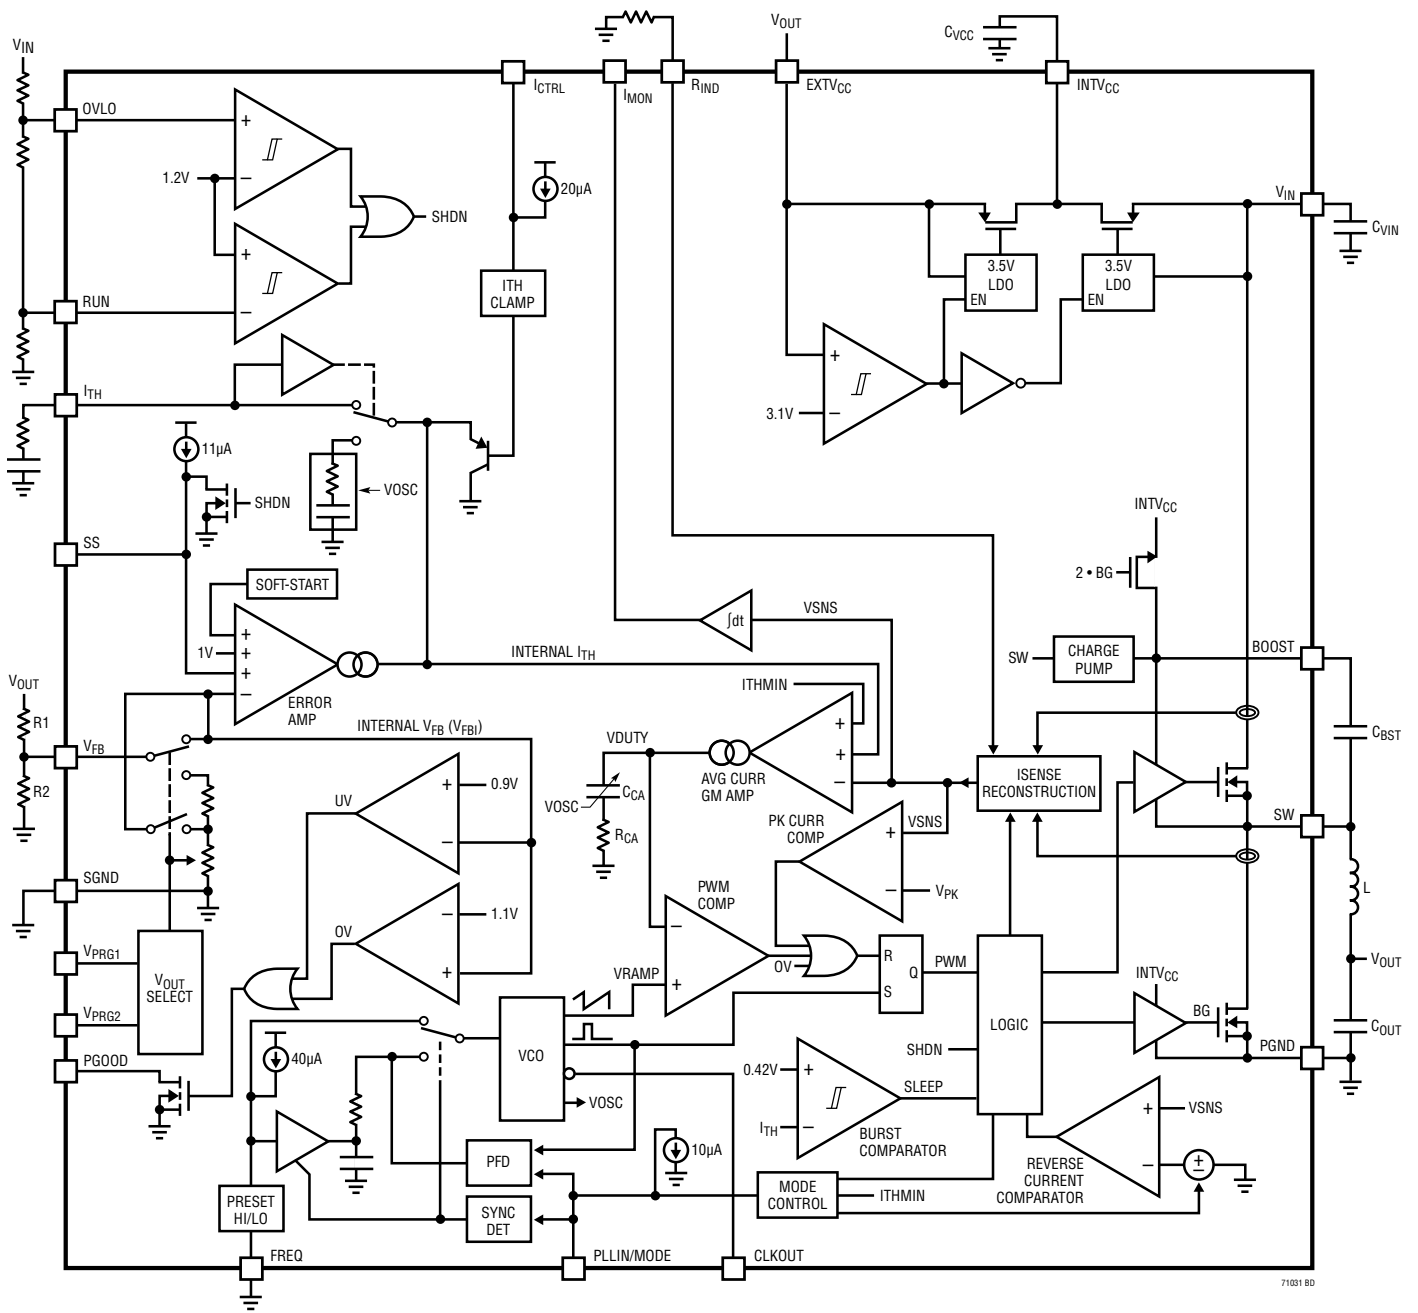 VOUT
CVCC
VIN
ICTRL
IMON
RIND
EXTVCC
INTVCC
OVLO
1.2V
+
−
SHDN
+
−
20µA
VIN
CVIN
3.5V
LDO
EN
3.5V
LDO
EN
ITH
CLAMP
RUN
+
−
3.1V
ITH
11µA
SHDN
VOSC
SS
INTVCC
2 • BG
SOFT-START
∫dt
VSNS
+
1V
+
+
−
ERROR
AMP
INTERNAL ITH
SW
CHARGE
PUMP
BOOST
ITHMIN
VOUT
R1
VFB
R2
INTERNAL VFB (VFBI)
VDUTY
AVG CURR
GM AMP
+
+
−
CCA
VOSC
RCA
ISENSE
RECONSTRUCTION
CBST
UV
+
0.9V
−
PK CURR
COMP
VSNS
+
−
VPK
SW
L
SGND
OV
−
1.1V
+
PWM
COMP
−
+
VRAMP
OV
R
Q
S
PWM
VPRG1
VPRG2
VOUT
SELECT
PGOOD
40µA
VCO
VOSC
LOGIC
SHDN
INTVCC
BG
PGND
VOUT
COUT
0.42V
+
ITH
−
SLEEP
BURST
COMPARATOR
+
VSNS
−
+
−
REVERSE
CURRENT
COMPARATOR
PFD
10µA
SYNC
DET
PRESET
HI/LO
MODE
CONTROL
ITHMIN
FREQ
PLLIN/MODE
CLKOUT
71031 BD